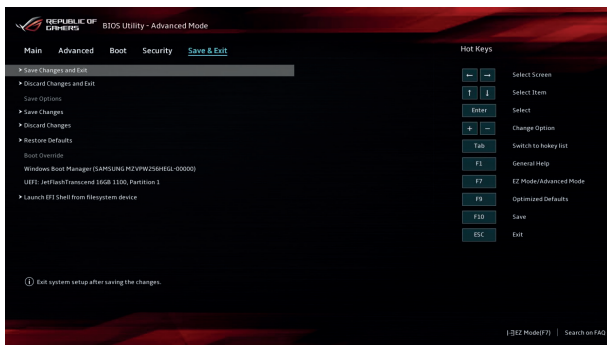 REPUBLIC OF
GAMERS
BIOS Utility - Advanced Mode
Main Advanced Boot Security Save & Exit
Hot Keys
➤ Save Changes and Exit
➤ Discard Changes and Exit
Save Options
➤ Save Changes
➤ Discard Changes
➤ Restore Defaults
Boot Override
Windows Boot Manager (SAMSUNG MZVPW256HEGL-00000)
UEFI: JetFlashTranscend 16GB 1100, Partition 1
➤ Launch EFI Shell from filesystem device
← → Select Screen
↑ ↓ Select Item
Enter Select
+ − Change Option
Tab Switch to hokey list
F1 General Help
F7 EZ Mode/Advanced Mode
F9 Optimized Defaults
F10 Save
ESC Exit
i Exit system setup after saving the changes.
EZ Mode(F7) | Search on FAQ